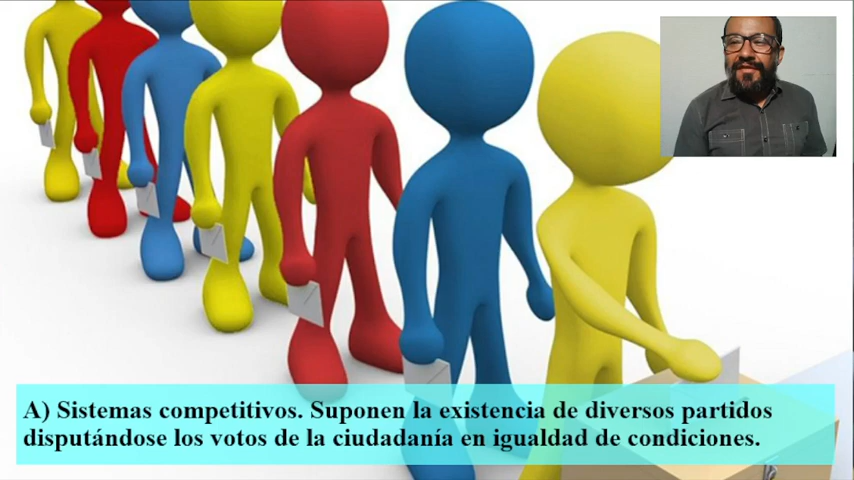 A) Sistemas competitivos. Suponen la existencia de diversos partidos
disputándose los votos de la ciudadanía en igualdad de condiciones.